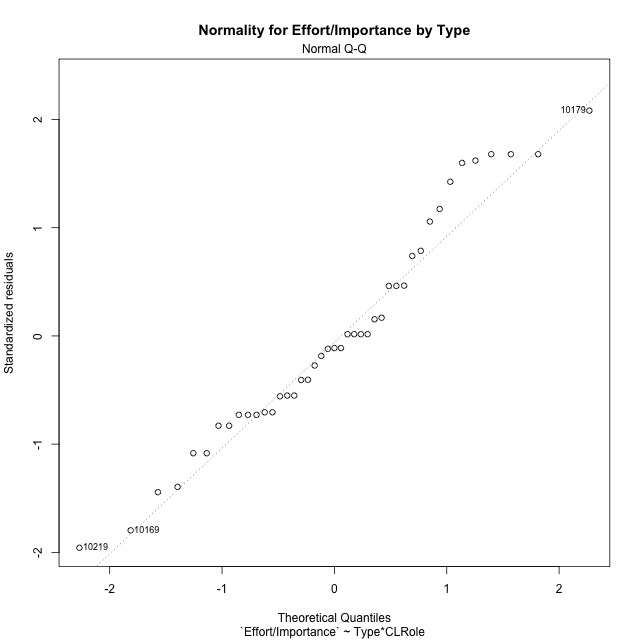 Normality for Effort/Importance by Type
Normal Q-Q
Standardized residuals
2
1
0
-1
-2
10179
10169
10219
-2
-1
0
1
2
Theoretical Quantiles
`Effort/Importance` ~ Type*CLRole